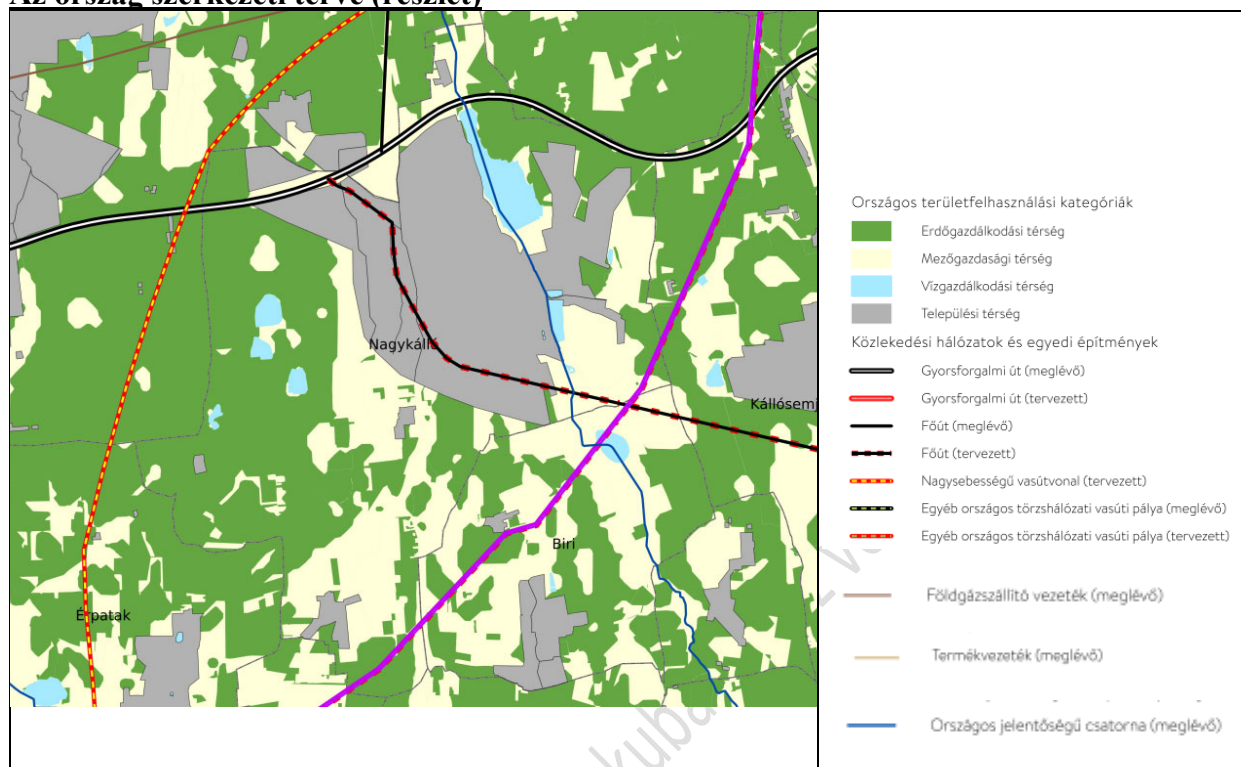 Az ország szerkezeti terve (részlet)
Nagykálló
Kállósemj
Biri
Érpatak
Országos területfelhasználási kategóriák
Erdőgazdálkodási térség
Mezőgazdasági térség
Vízgazdálkodási térség
Települési térség
Közlekedési hálózatok és egyedi építmények
Gyorsforgalmi út (meglévő)
Gyorsforgalmi út (tervezett)
Főút (meglévő)
Főút (tervezett)
Nagysebességű vasútvonal (tervezett)
Egyéb országos törzshálózati vasúti pálya (meglévő)
Egyéb országos törzshálózati vasúti pálya (tervezett)
Földgázszállító vezeték (meglévő)
Termékvezeték (meglévő)
Országos jelentőségű csatorna (meglévő)